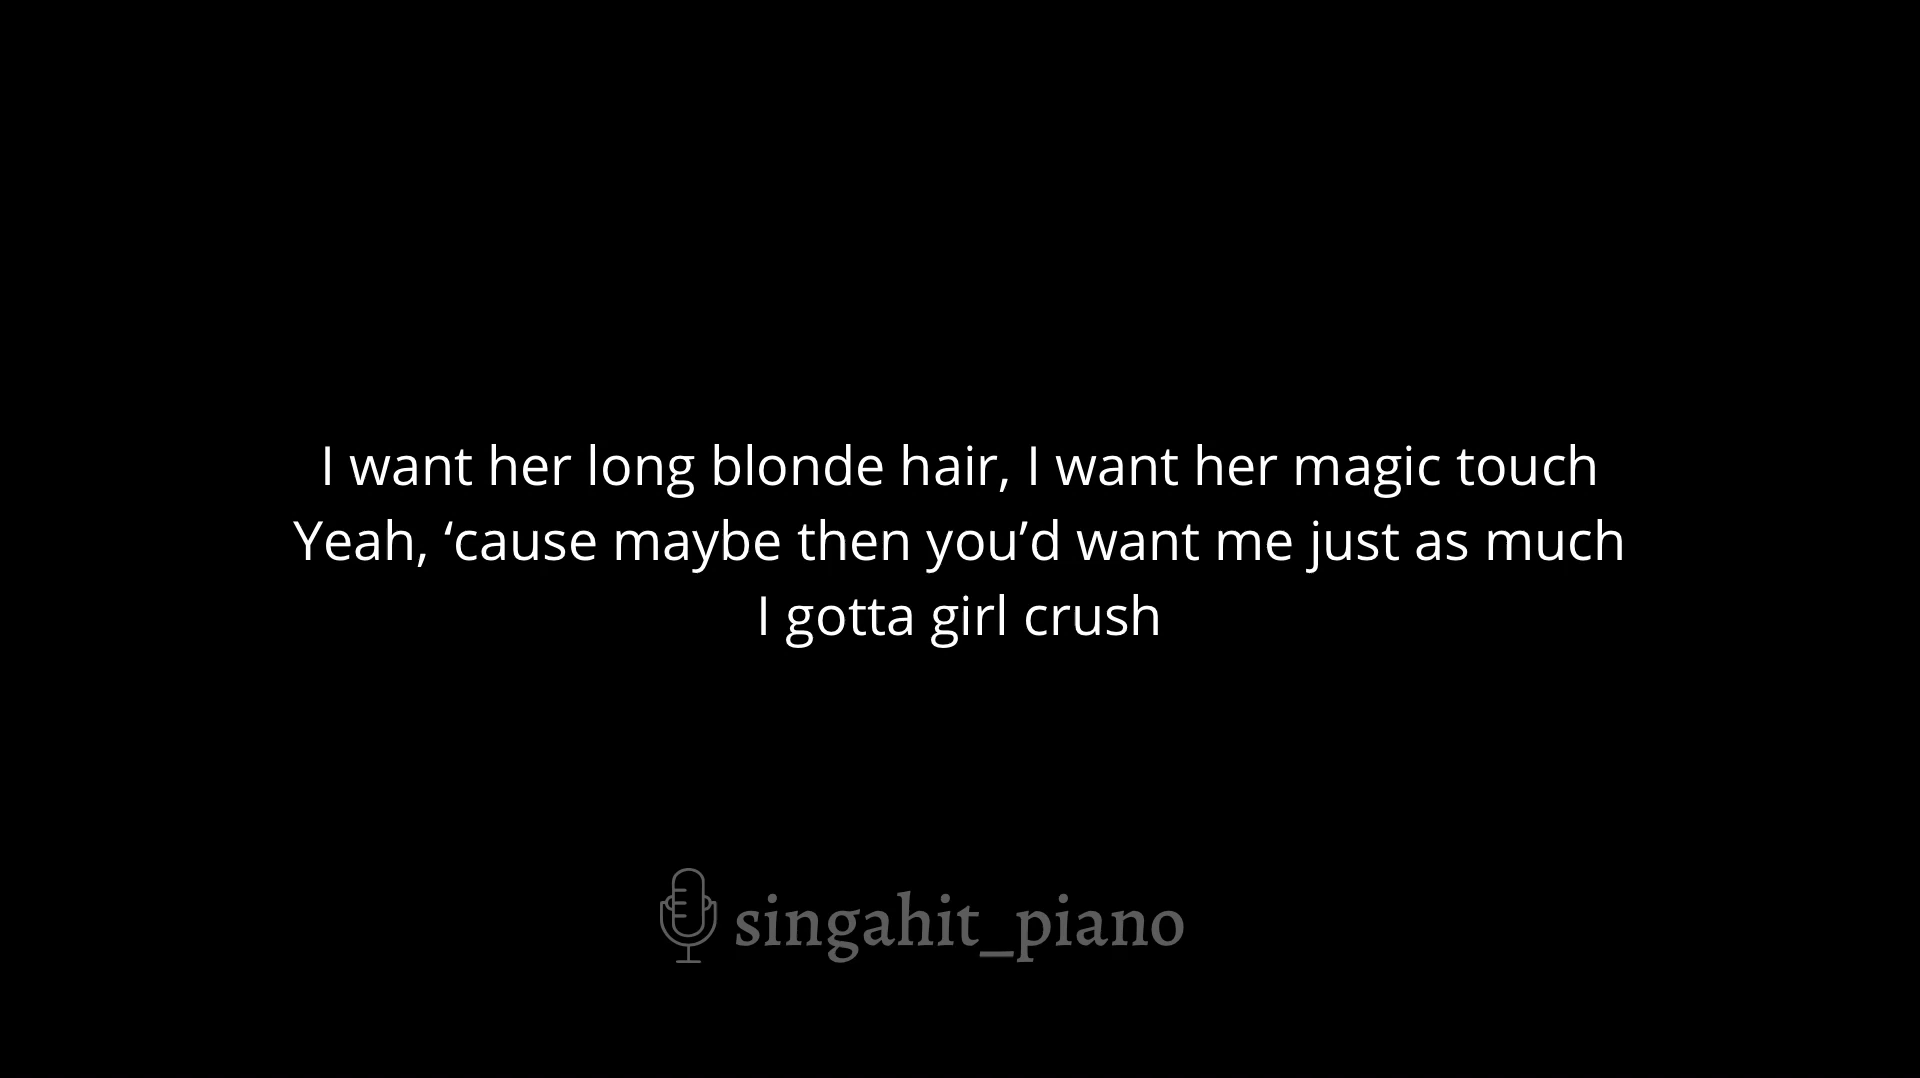 I want her long blonde hair, I want her magic touch
Yeah, ‘cause maybe then you’d want me just as much
I gotta girl crush
singahit_piano